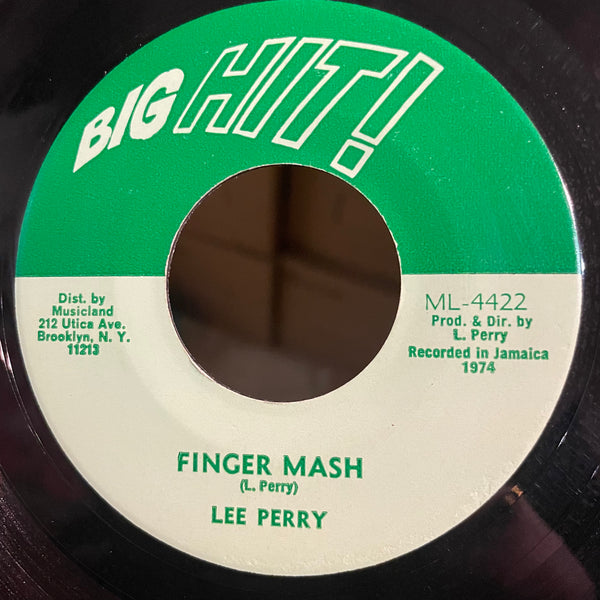 BIG HIT!
Dist. by
Musicland
212 Utica Ave.
Brooklyn, N. Y.
11213
ML-4422
Prod. & Dir. by
L. Perry
Recorded in Jamaica
1974
FINGER MASH
(L. Perry)
LEE PERRY